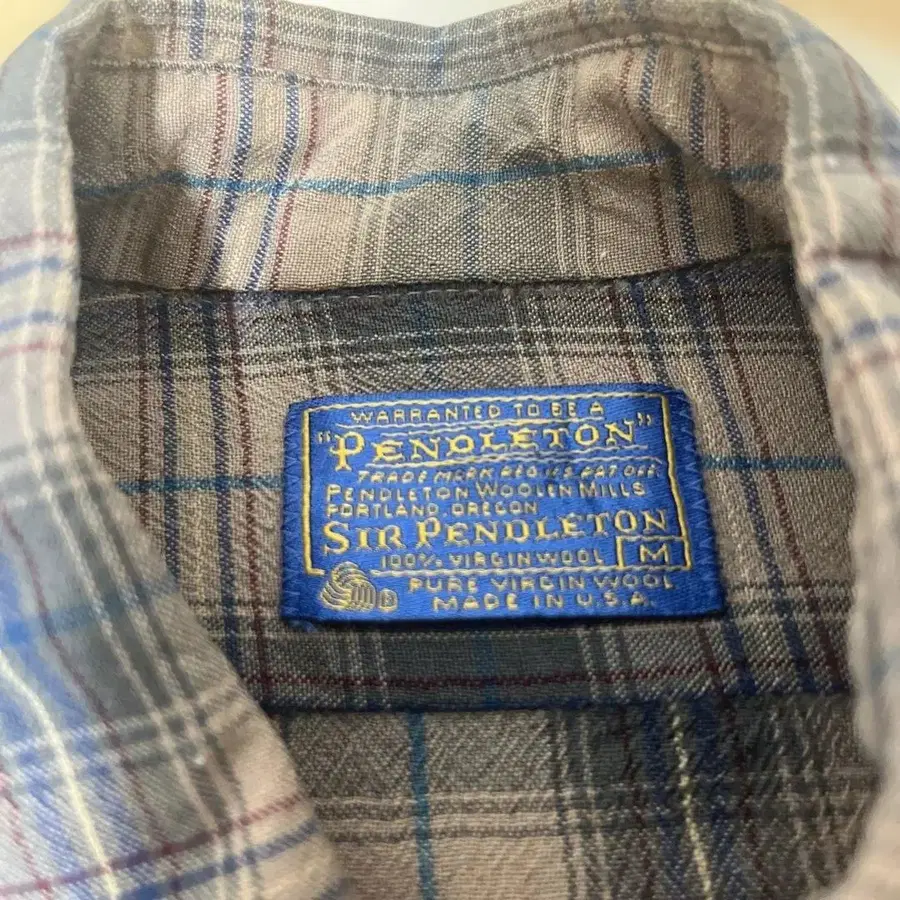 WARRANTED TO BE A
"PENDLETON"
TRADE MARK REG U.S. PAT OFF
PENDLETON WOOLEN MILLS
PORTLAND, OREGON
SIR PENDLETON
100% VIRGIN WOOL M
PURE VIRGIN WOOL
MADE IN U.S.A.